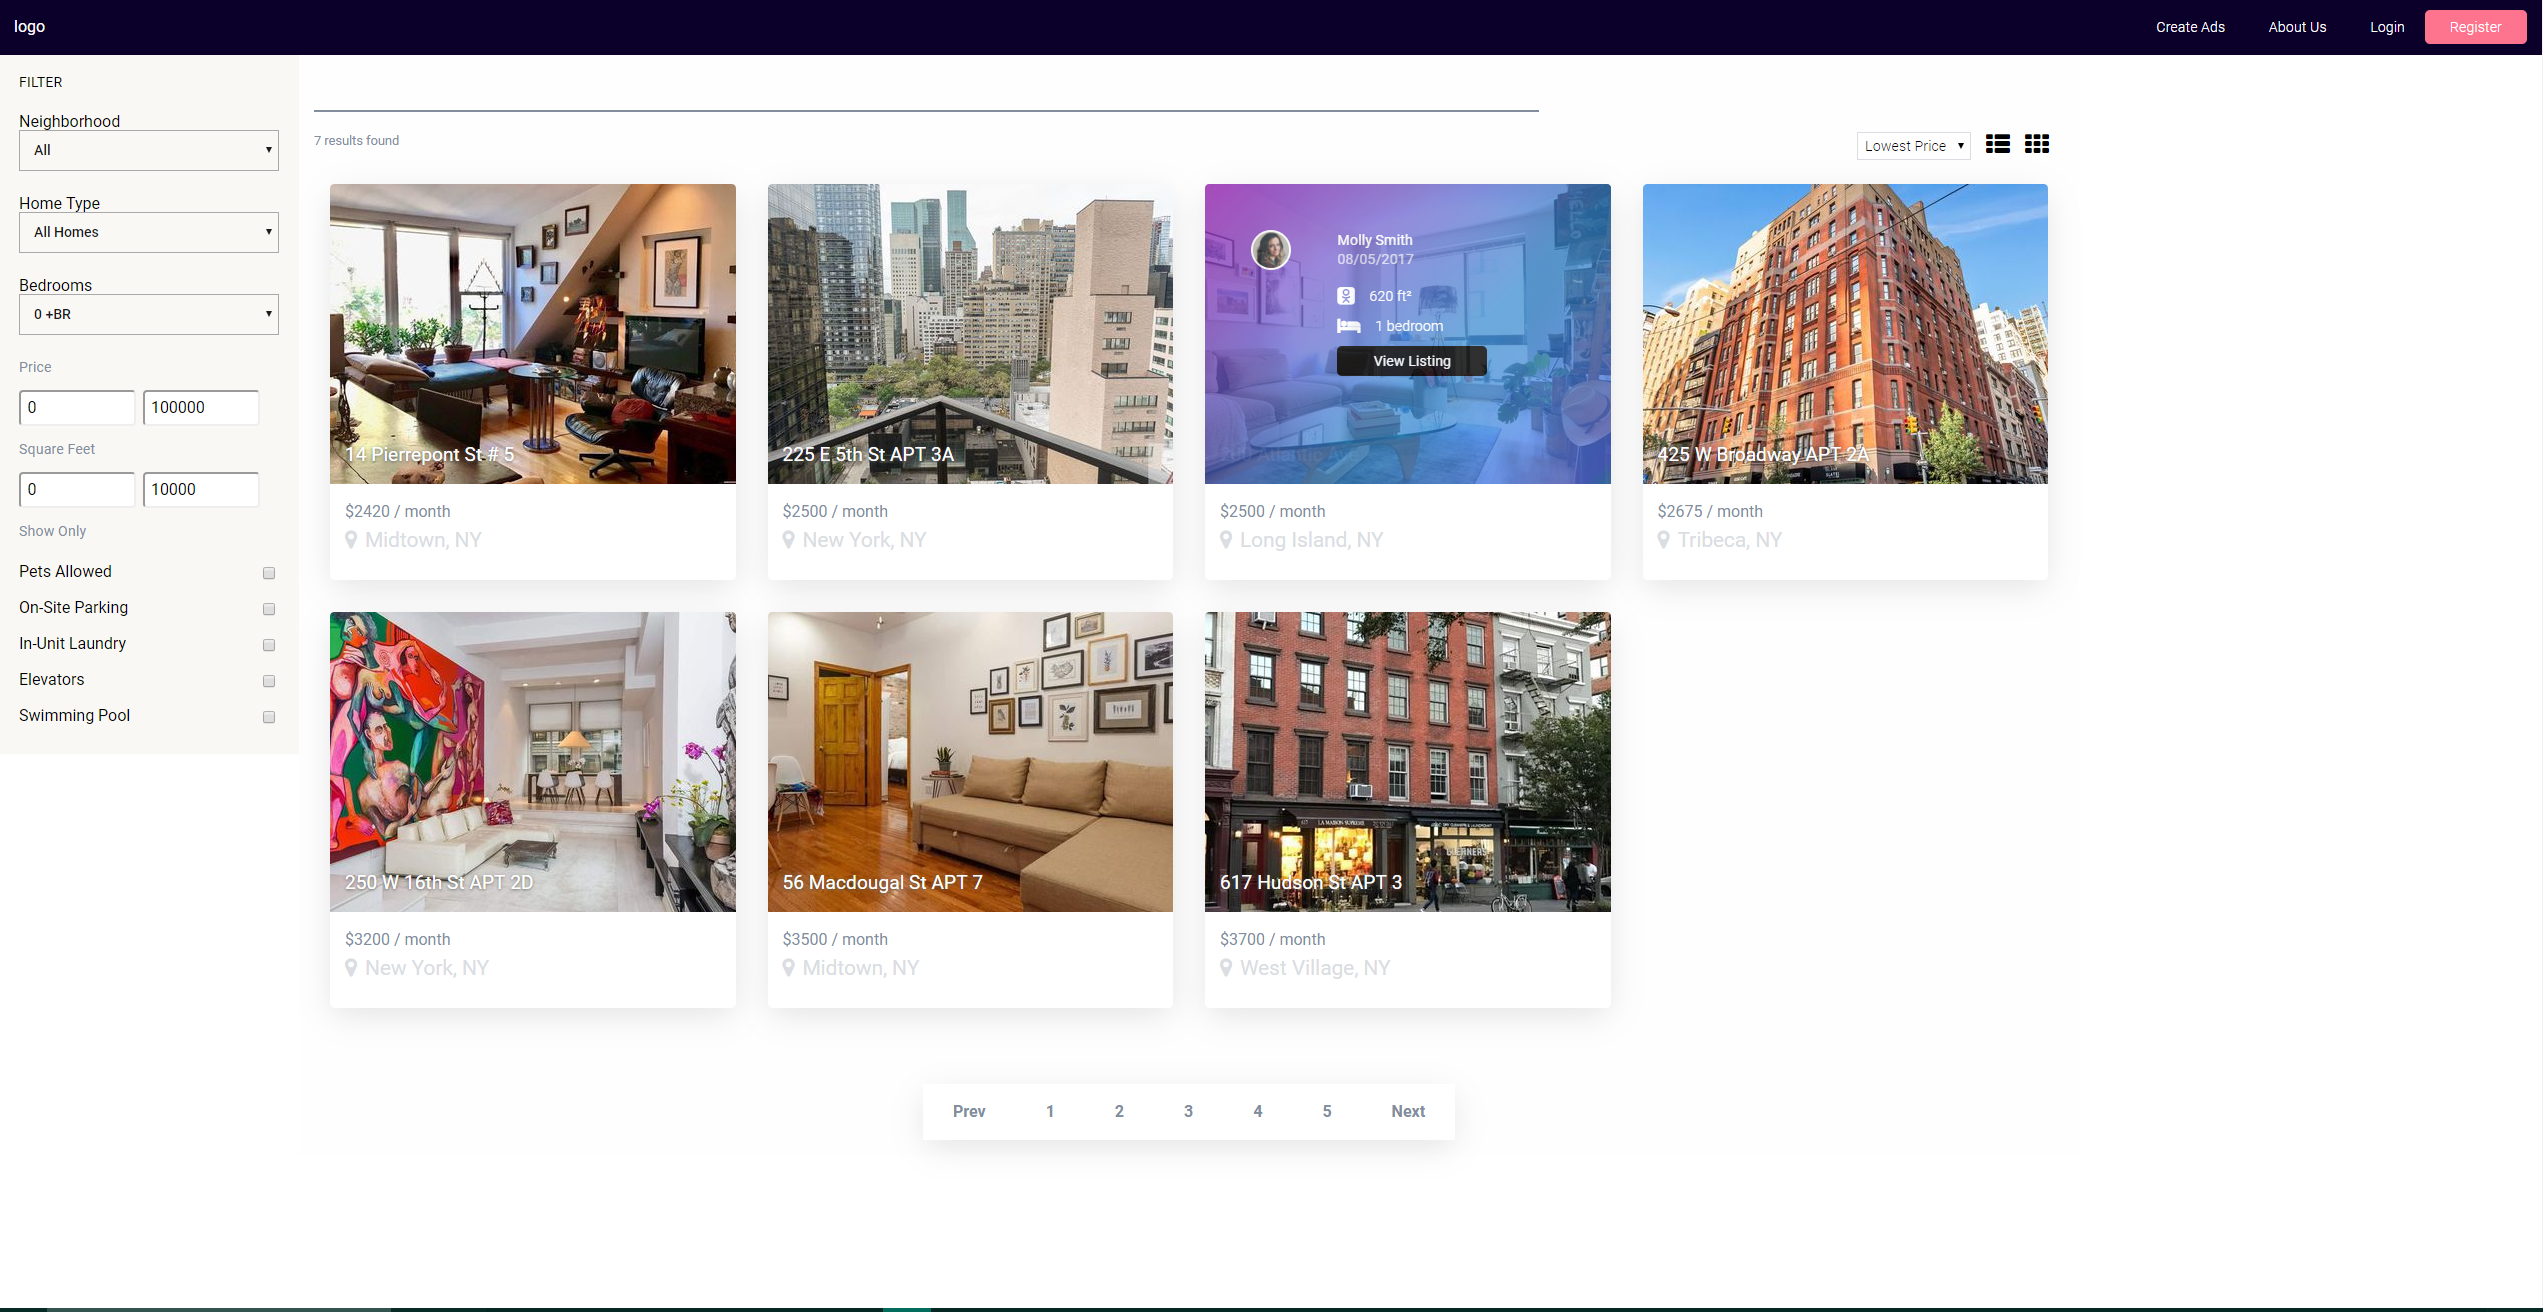 logo
Create Ads
About Us
Login
Register
FILTER
Neighborhood
All
Home Type
All Homes
Bedrooms
0 +BR
Price
0
100000
Square Feet
0
10000
Show Only
Pets Allowed
On-Site Parking
In-Unit Laundry
Elevators
Swimming Pool
7 results found
Lowest Price
14 Pierrepont St # 5
$2420 / month
Midtown, NY
225 E 5th St APT 3A
$2500 / month
New York, NY
Molly Smith
08/05/2017
620 ft²
1 bedroom
View Listing
Atlantic Ave
$2500 / month
Long Island, NY
425 W Broadway APT 2A
$2675 / month
Tribeca, NY
250 W 16th St APT 2D
$3200 / month
New York, NY
56 Macdougal St APT 7
$3500 / month
Midtown, NY
LA MAISON SUPREME
CLEANERS
617 Hudson St APT 3
$3700 / month
West Village, NY
Prev
1
2
3
4
5
Next